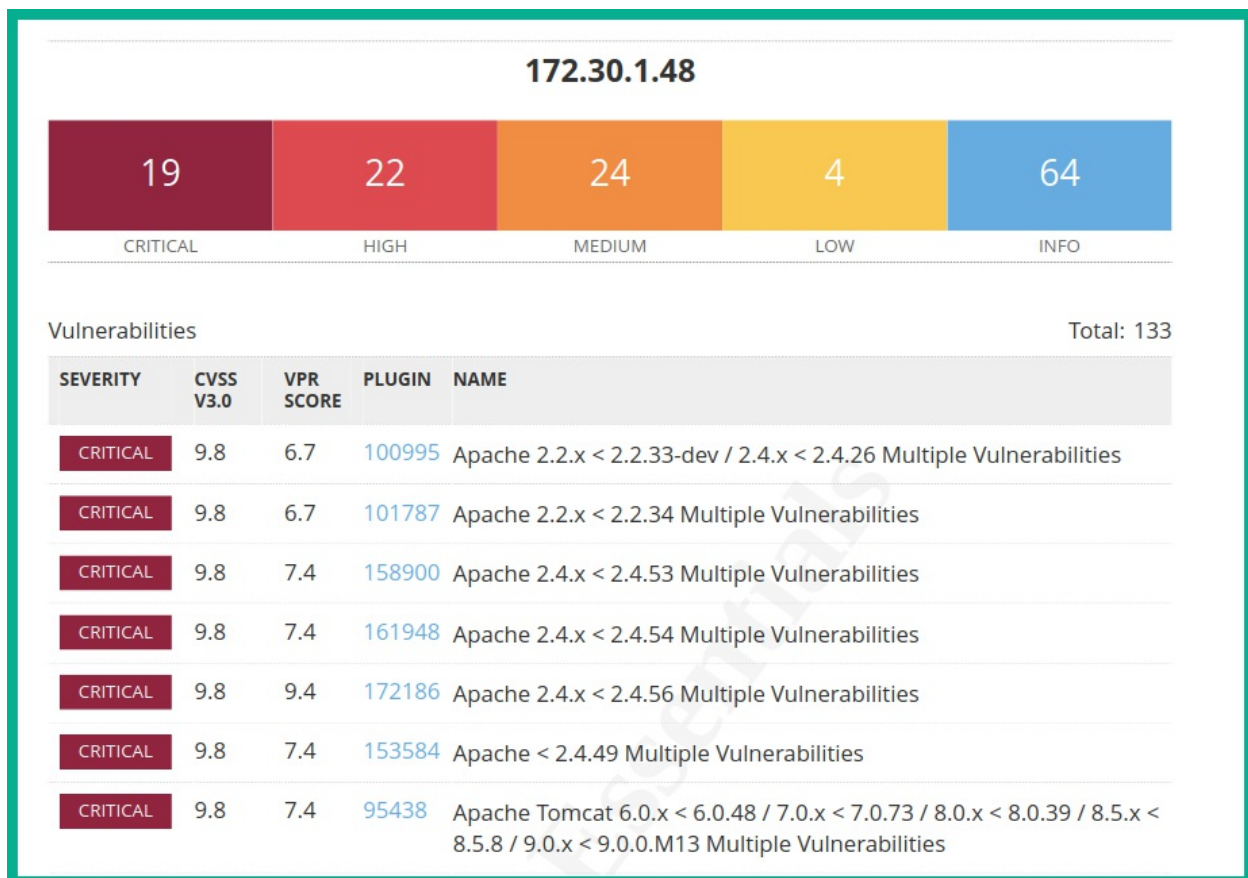 172.30.1.48
19 22 24 4 64
CRITICAL HIGH MEDIUM LOW INFO
Vulnerabilities Total: 133
SEVERITY CVSS V3.0 VPR SCORE PLUGIN NAME
CRITICAL 9.8 6.7 100995 Apache 2.2.x < 2.2.33-dev / 2.4.x < 2.4.26 Multiple Vulnerabilities
CRITICAL 9.8 6.7 101787 Apache 2.2.x < 2.2.34 Multiple Vulnerabilities
CRITICAL 9.8 7.4 158900 Apache 2.4.x < 2.4.53 Multiple Vulnerabilities
CRITICAL 9.8 7.4 161948 Apache 2.4.x < 2.4.54 Multiple Vulnerabilities
CRITICAL 9.8 9.4 172186 Apache 2.4.x < 2.4.56 Multiple Vulnerabilities
CRITICAL 9.8 7.4 153584 Apache < 2.4.49 Multiple Vulnerabilities
CRITICAL 9.8 7.4 95438 Apache Tomcat 6.0.x < 6.0.48 / 7.0.x < 7.0.73 / 8.0.x < 8.0.39 / 8.5.x <
8.5.8 / 9.0.x < 9.0.0.M13 Multiple Vulnerabilities
Essentials